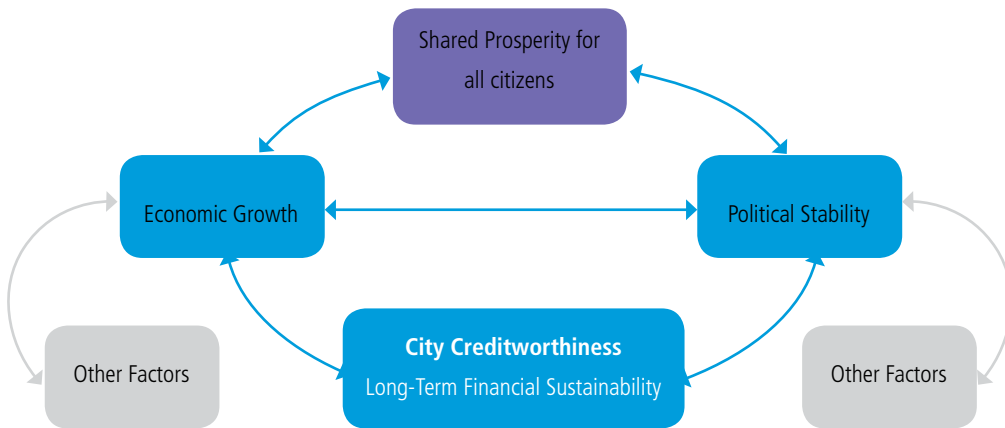 Shared Prosperity for
all citizens
Economic Growth
Political Stability
City Creditworthiness
Long-Term Financial Sustainability
Other Factors
Other Factors